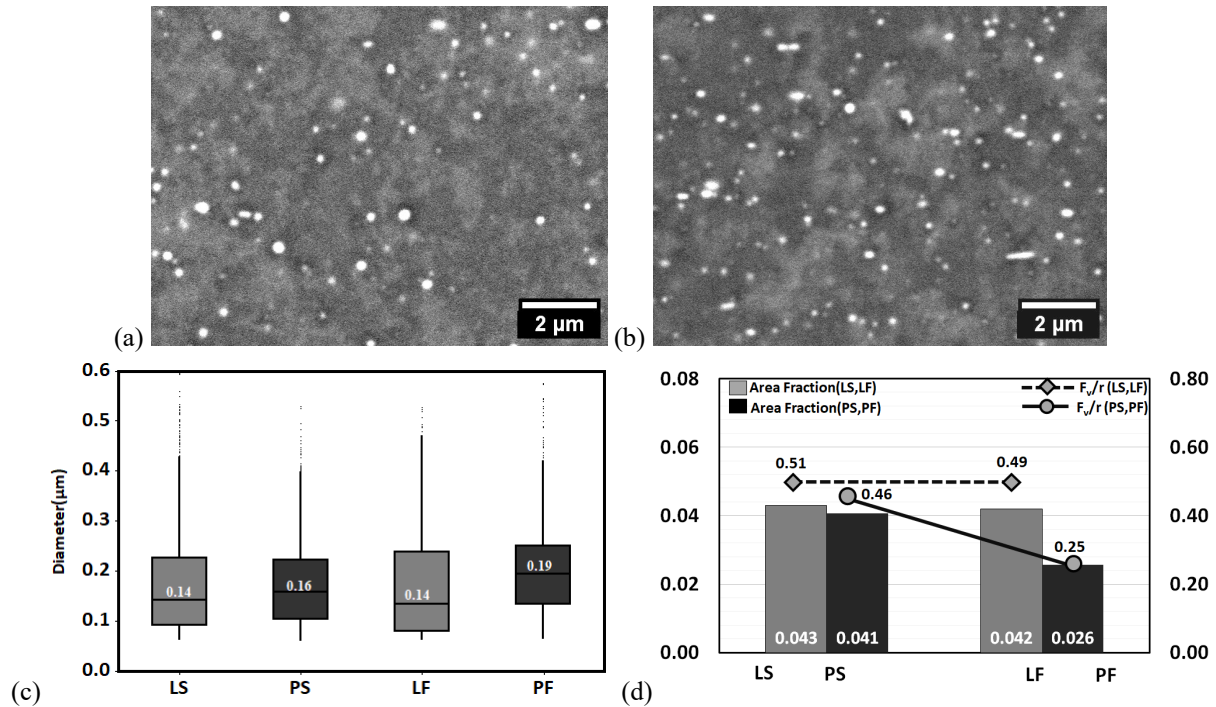 (a)
2 µm
(b)
2 µm
(c)
Diameter(µm)
0.6
0.5
0.4
0.3
0.2
0.1
0.0
0.14
0.16
0.14
0.19
LS
PS
LF
PF
(d)
0.08
0.06
0.04
0.02
0.00
Area Fraction(LS,LF)
Area Fraction(PS,PF)
Fv/r (LS,LF)
Fv/r (PS,PF)
0.51
0.46
0.49
0.25
0.043
0.041
0.042
0.026
LS
PS
LF
PF
0.80
0.60
0.40
0.20
0.00